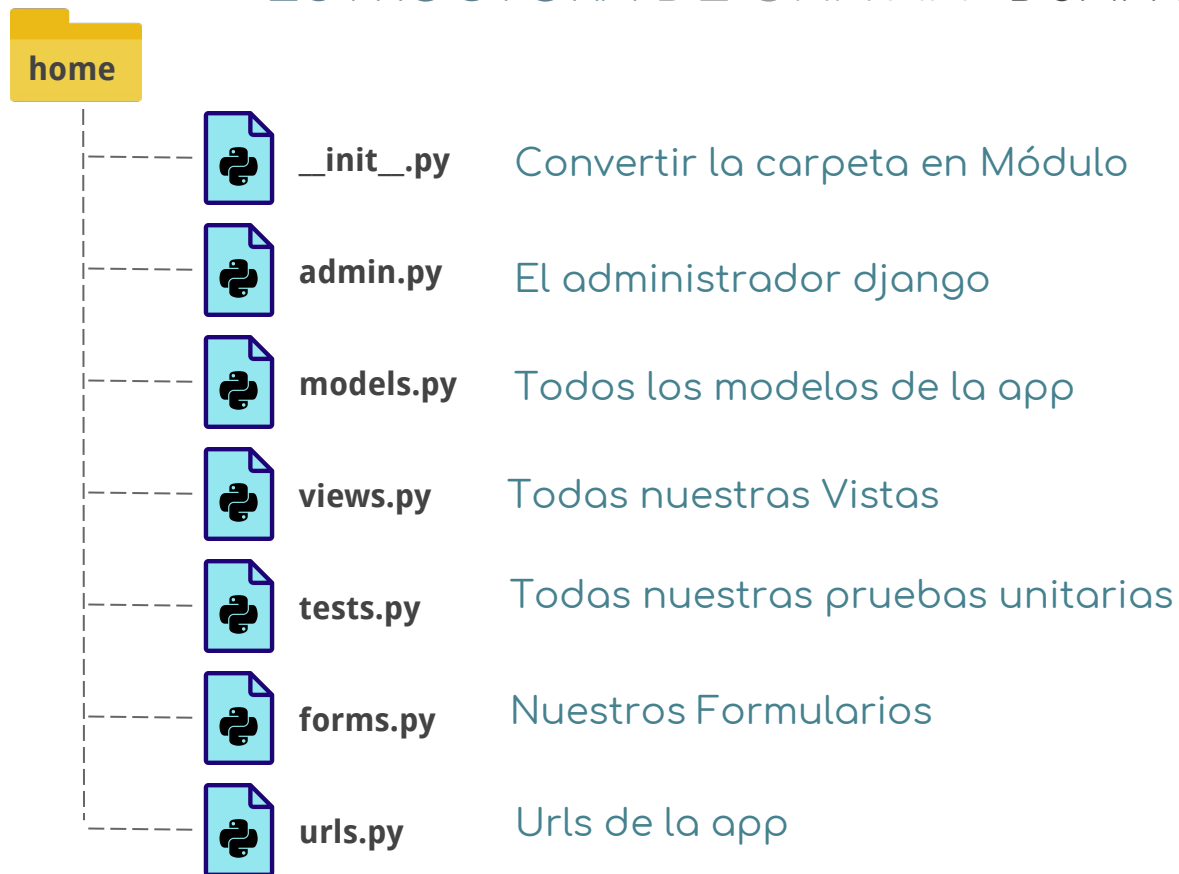 home
__init__.py Convertir la carpeta en Módulo
admin.py El administrador django
models.py Todos los modelos de la app
views.py Todas nuestras Vistas
tests.py Todas nuestras pruebas unitarias
forms.py Nuestros Formularios
urls.py Urls de la app